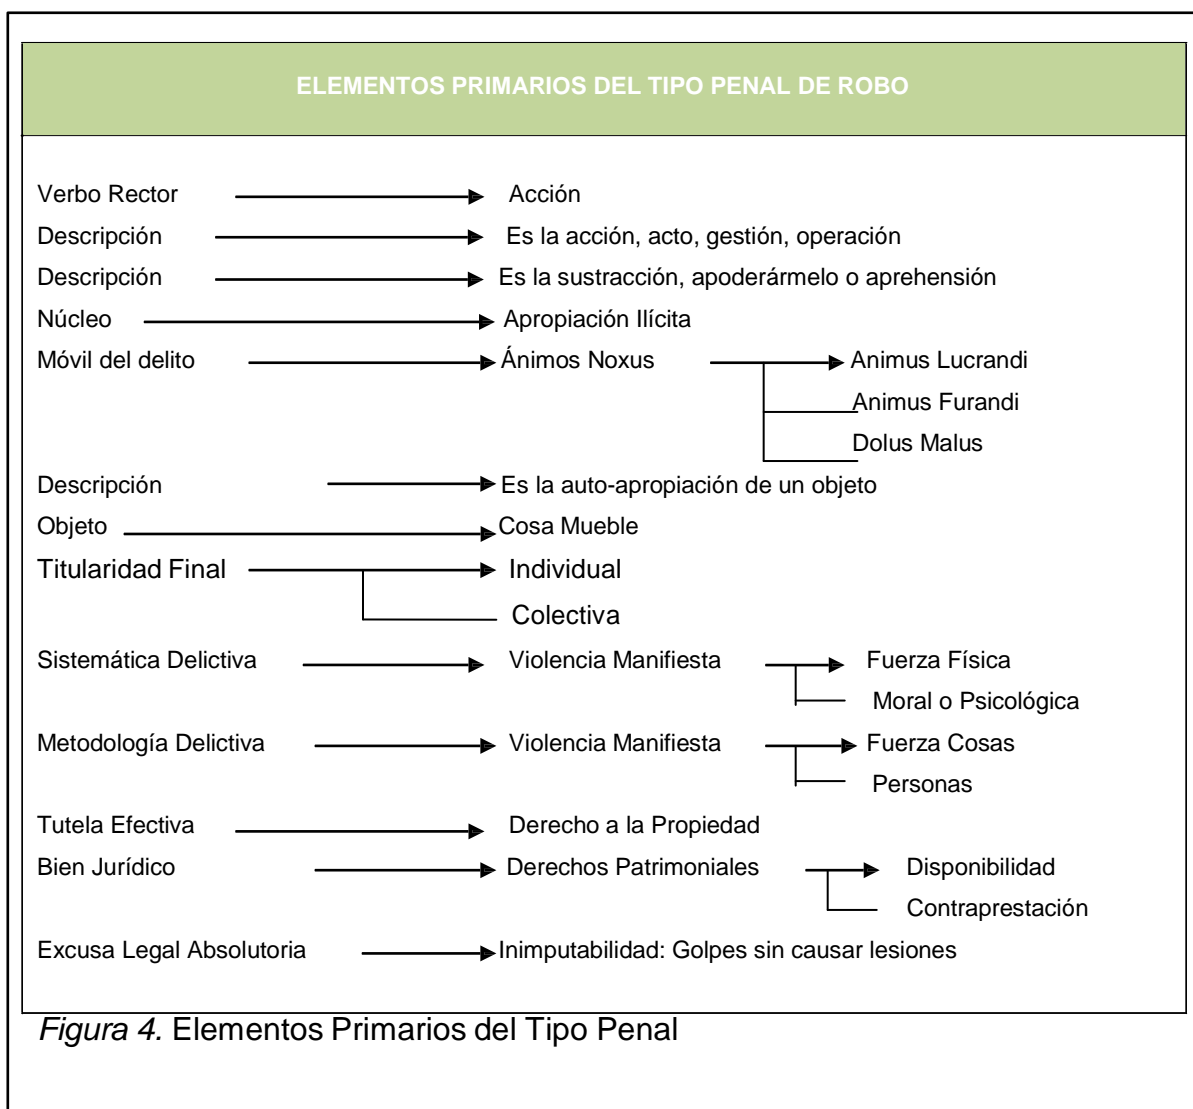 ELEMENTOS PRIMARIOS DEL TIPO PENAL DE ROBO
Verbo Rector Acción
Descripción Es la acción, acto, gestión, operación
Descripción Es la sustracción, apoderármelo o aprehensión
Núcleo Apropiación Ilícita
Móvil del delito Ánimos Noxus Animus Lucrandi
Animus Furandi
Dolus Malus
Descripción Es la auto-apropiación de un objeto
Objeto Cosa Mueble
Titularidad Final Individual
Colectiva
Sistemática Delictiva Violencia Manifiesta Fuerza Física
Moral o Psicológica
Metodología Delictiva Violencia Manifiesta Fuerza Cosas
Personas
Tutela Efectiva Derecho a la Propiedad
Bien Jurídico Derechos Patrimoniales Disponibilidad
Contraprestación
Excusa Legal Absolutoria Inimputabilidad: Golpes sin causar lesiones
Figura 4. Elementos Primarios del Tipo Penal